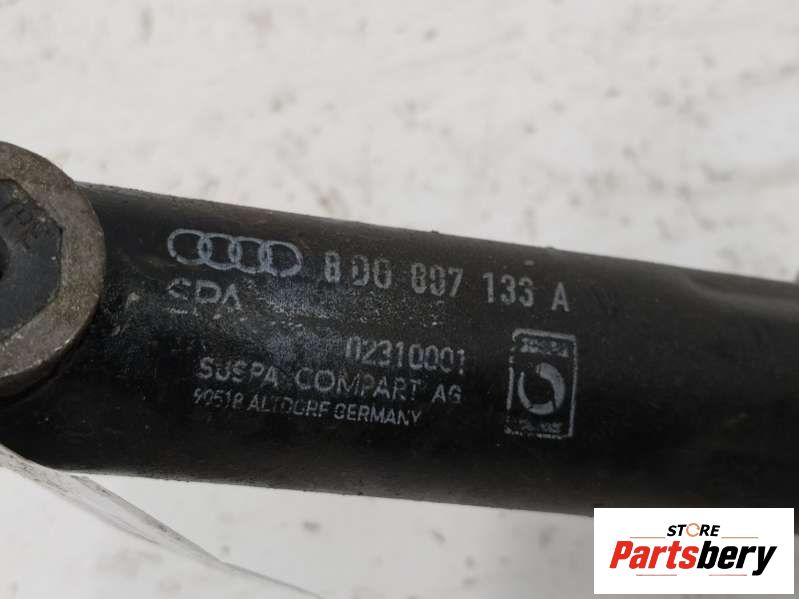 8D0 807 133 A
SPA
02310001
SUSPA COMPART AG
90518 ALTDORF GERMANY
STORE
Partsbery